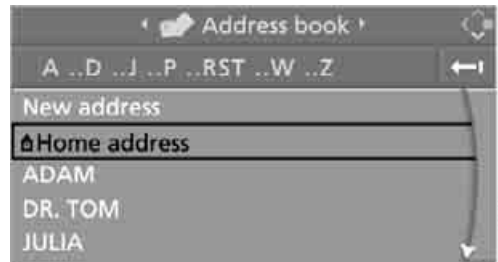 Address book
A ..D ..J ..P ..RST ..W ..Z
New address
Home address
ADAM
DR. TOM
JULIA